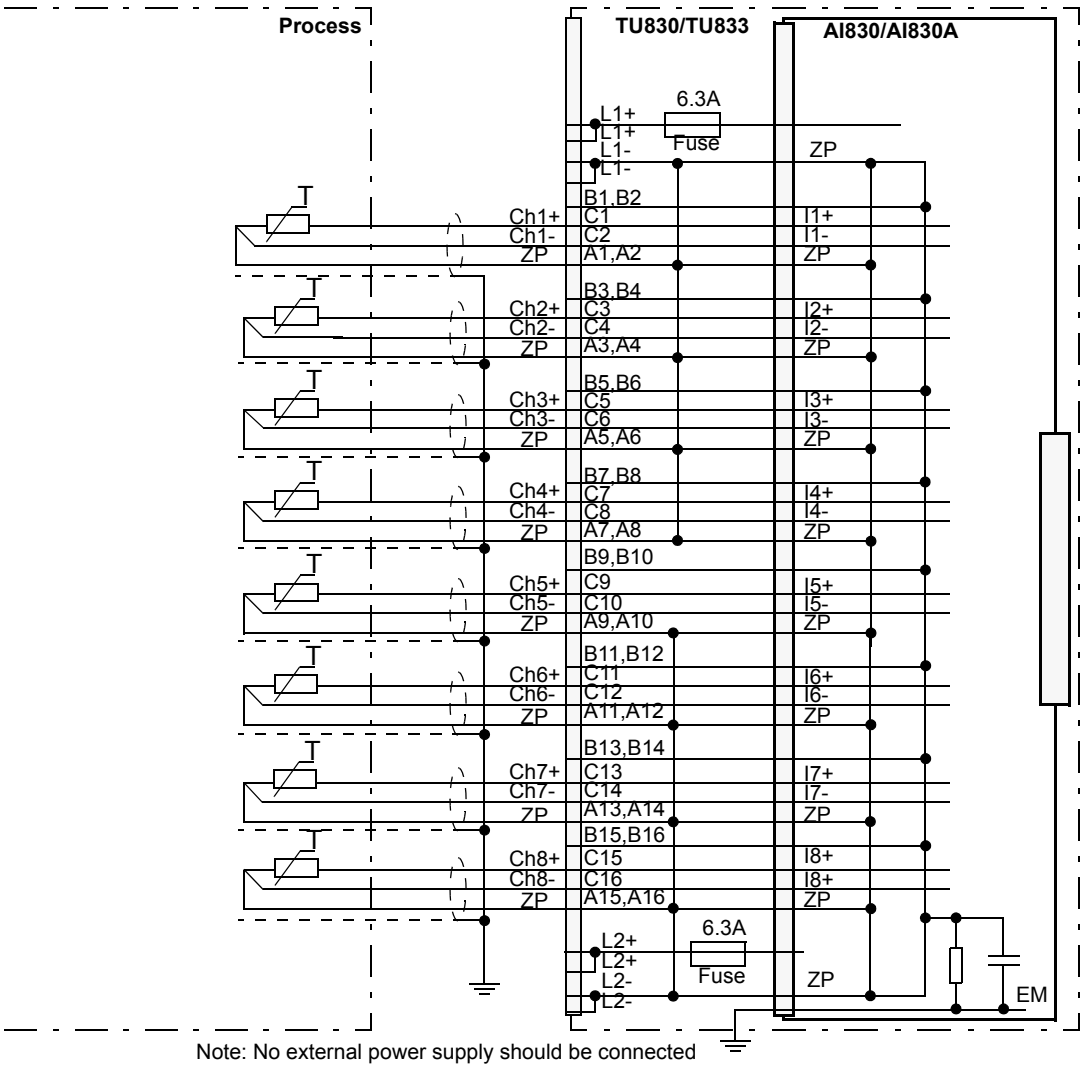 Process
TU830/TU833
AI830/AI830A
6.3A
L1+
L1+
Fuse
L1-
ZP
L1-
B1,B2
Ch1+ C1 I1+
Ch1- C2 I1-
ZP A1,A2 ZP
T
B3,B4
Ch2+ C3 I2+
Ch2- C4 I2-
ZP A3,A4 ZP
T
B5,B6
Ch3+ C5 I3+
Ch3- C6 I3-
ZP A5,A6 ZP
T
B7,B8
Ch4+ C7 I4+
Ch4- C8 I4-
ZP A7,A8 ZP
T
B9,B10
Ch5+ C9 I5+
Ch5- C10 I5-
ZP A9,A10 ZP
T
B11,B12
Ch6+ C11 I6+
Ch6- C12 I6-
ZP A11,A12 ZP
T
B13,B14
Ch7+ C13 I7+
Ch7- C14 I7-
ZP A13,A14 ZP
T
B15,B16
Ch8+ C15 I8+
Ch8- C16 I8+
ZP A15,A16 ZP
T
6.3A
L2+
L2+
Fuse
L2-
ZP
L2-
EM
Note: No external power supply should be connected